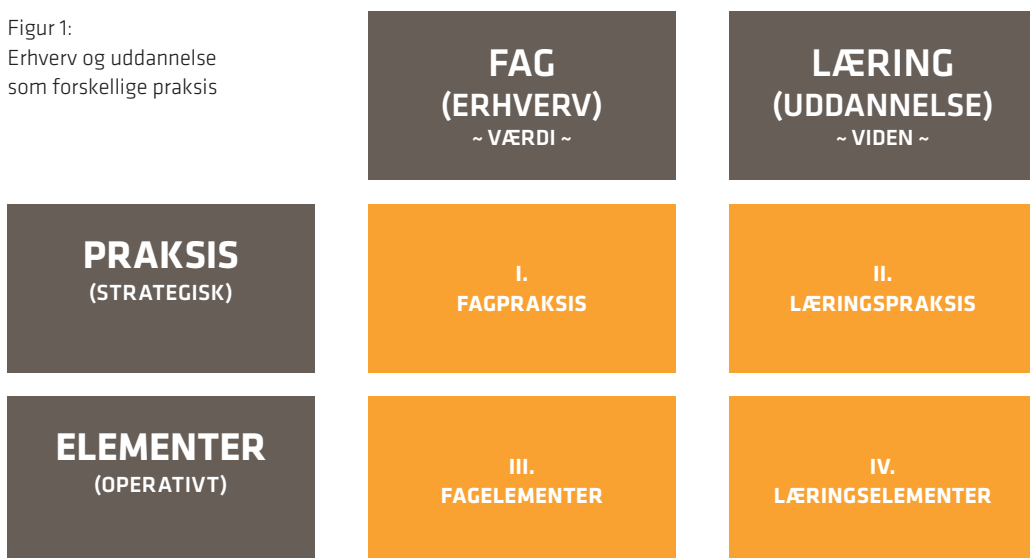 Figur 1:
Erhverv og uddannelse
som forskellige praksis
FAG
(ERHVERV)
~ VÆRDI ~
LÆRING
(UDDANNELSE)
~ VIDEN ~
PRAKSIS
(STRATEGISK)
I.
FAGPRAKSIS
II.
LÆRINGSPRAKSIS
ELEMENTER
(OPERATIVT)
III.
FAGELEMENTER
IV.
LÆRINGSELEMENTER